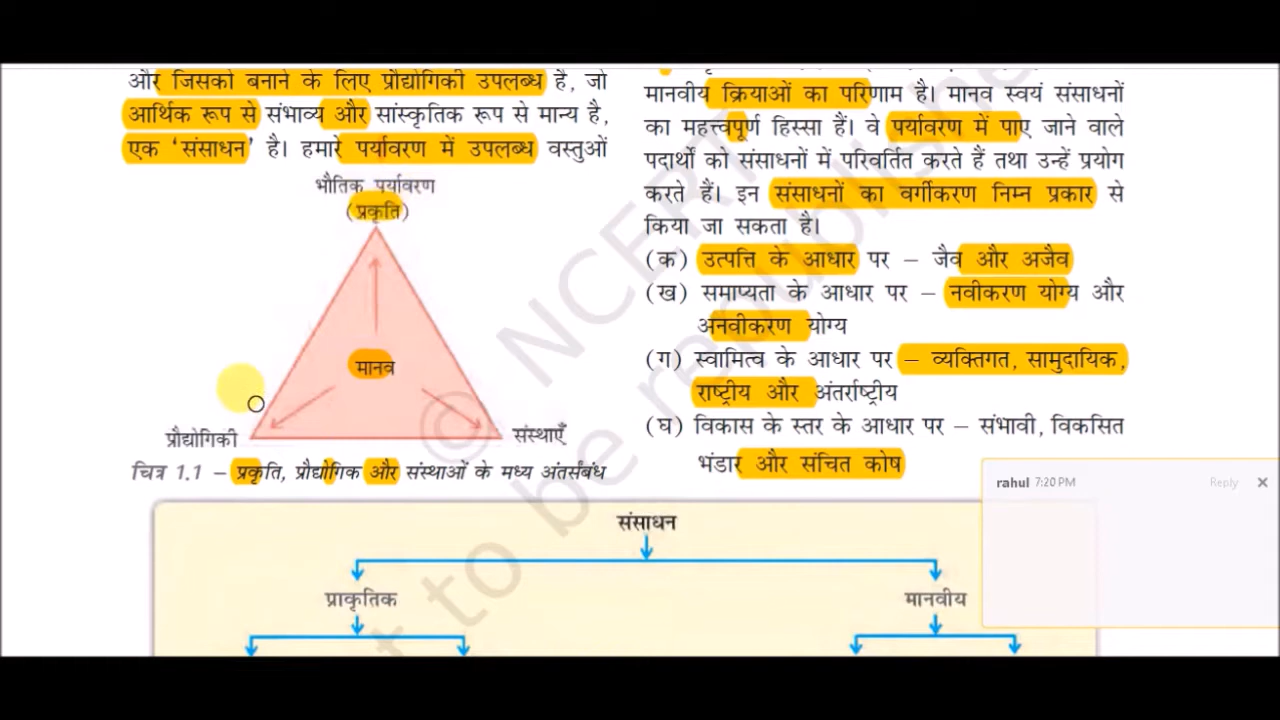 और जिसको बनाने के लिए प्रौद्योगिकी उपलब्ध है, जो
आर्थिक रूप से संभाव्य और सांस्कृतिक रूप से मान्य है,
एक ‘संसाधन’ है। हमारे पर्यावरण में उपलब्ध वस्तुओं
भौतिक पर्यावरण
(प्रकृति)
मानव
प्रौद्योगिकी
संस्थाएँ
चित्र 1.1 – प्रकृति, प्रौद्योगिक और संस्थाओं के मध्य अंतर्संबंध
मानवीय क्रियाओं का परिणाम है। मानव स्वयं संसाधनों
का महत्त्वपूर्ण हिस्सा हैं। वे पर्यावरण में पाए जाने वाले
पदार्थों को संसाधनों में परिवर्तित करते हैं तथा उन्हें प्रयोग
करते हैं। इन संसाधनों का वर्गीकरण निम्न प्रकार से
किया जा सकता है।
(क) उत्पत्ति के आधार पर – जैव और अजैव
(ख) समाप्यता के आधार पर – नवीकरण योग्य और
अनवीकरण योग्य
(ग) स्वामित्व के आधार पर – व्यक्तिगत, सामुदायिक,
राष्ट्रीय और अंतर्राष्ट्रीय
(घ) विकास के स्तर के आधार पर – संभावी, विकसित
भंडार और संचित कोष
rahul 7:20 PM Reply
संसाधन
प्राकृतिक
मानवीय
© NCERT
to be republished